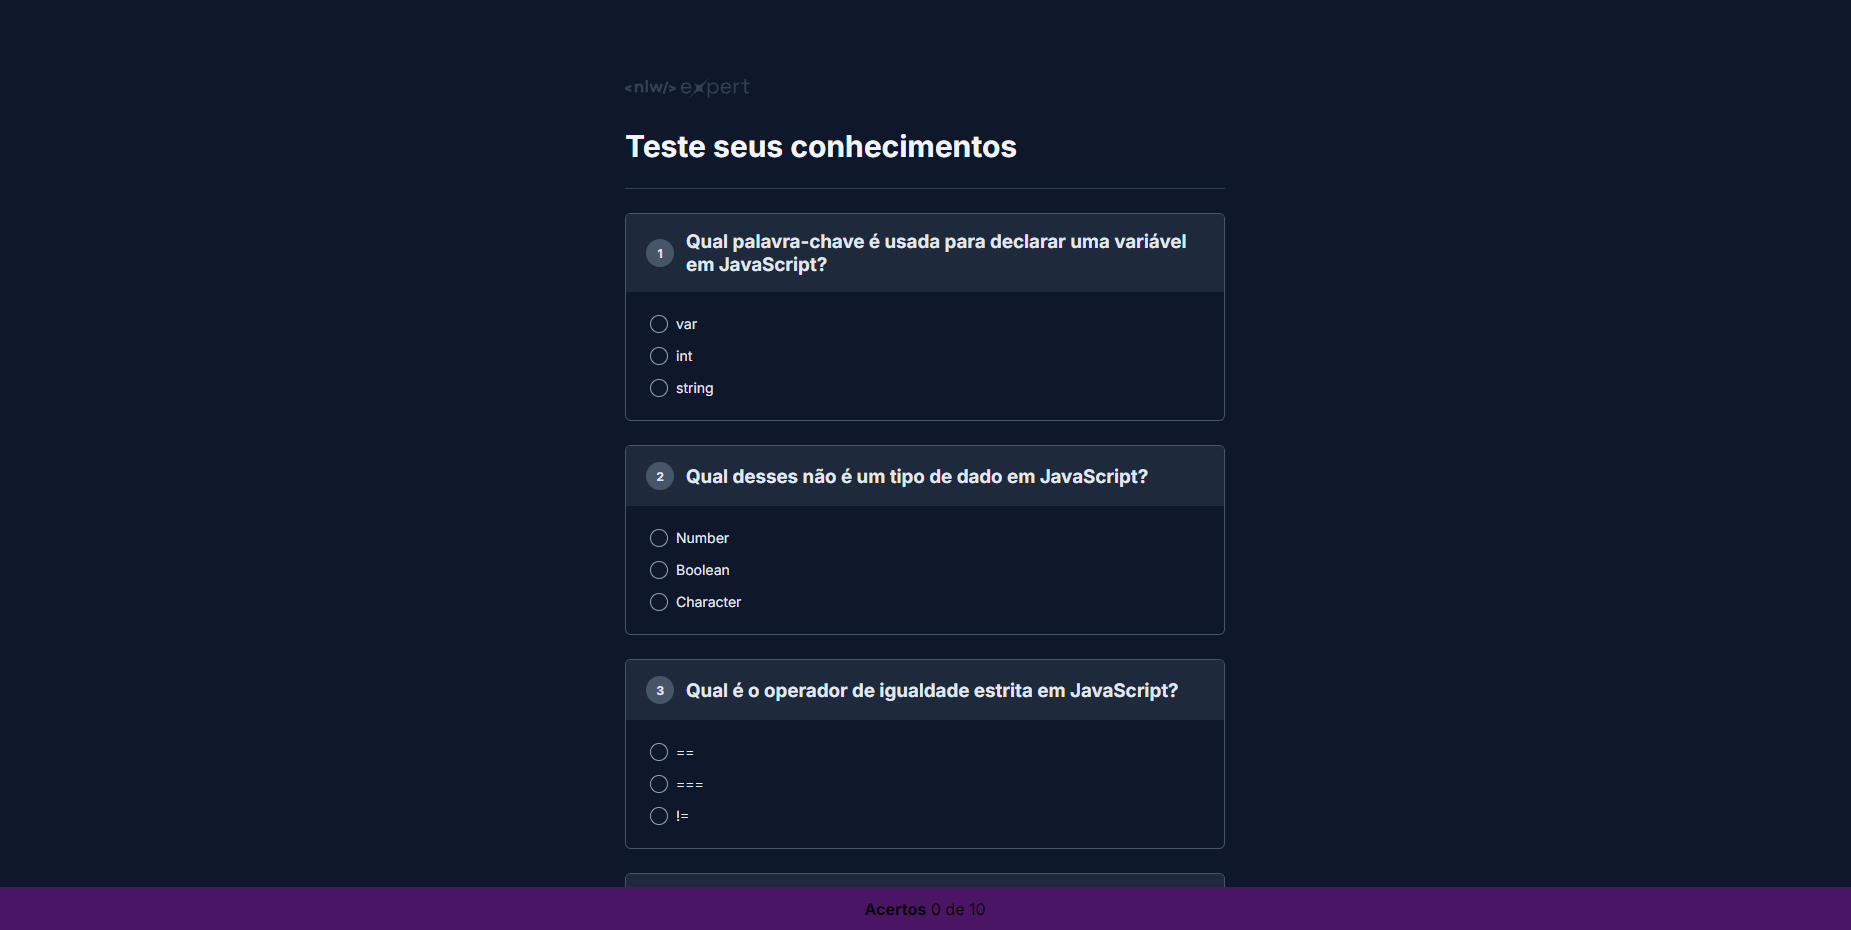 <nlw/> expert
Teste seus conhecimentos
1
Qual palavra-chave é usada para declarar uma variável
em JavaScript?
var
int
string
2 Qual desses não é um tipo de dado em JavaScript?
Number
Boolean
Character
3 Qual é o operador de igualdade estrita em JavaScript?
==
===
!=
Acertos 0 de 10